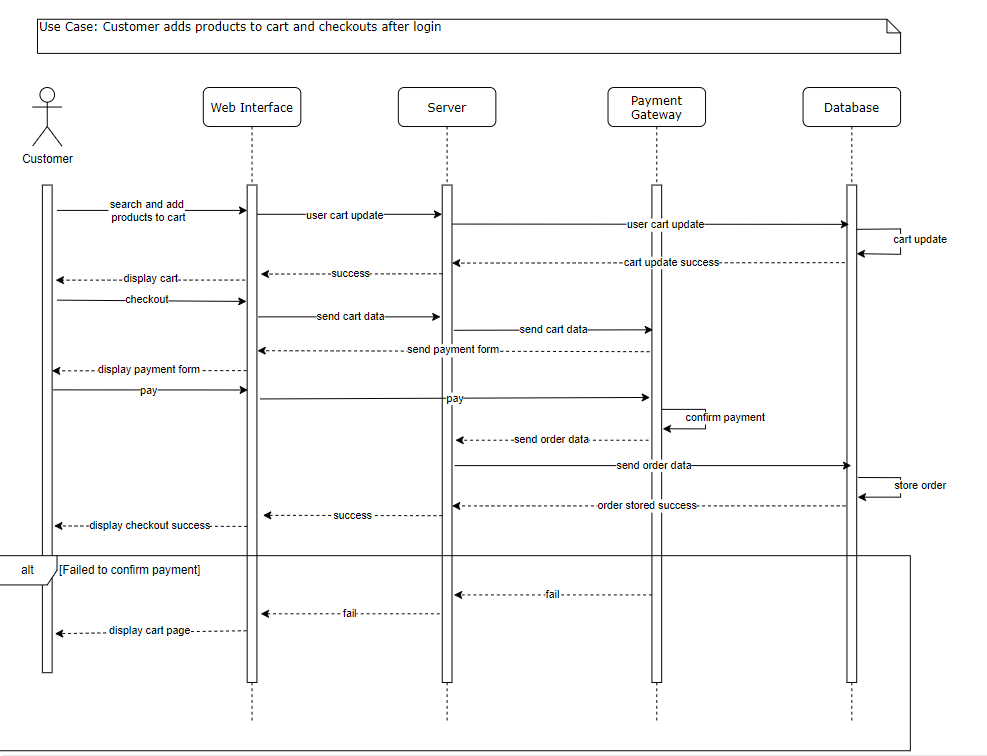 Use Case: Customer adds products to cart and checkouts after login
Web Interface
Server
Payment
Gateway
Database
Customer
search and add
products to cart
user cart update
user cart update
cart update
cart update success
success
display cart
checkout
send cart data
send cart data
send payment form
display payment form
pay
pay
confirm payment
send order data
send order data
store order
order stored success
success
display checkout success
alt
[Failed to confirm payment]
fail
fail
display cart page